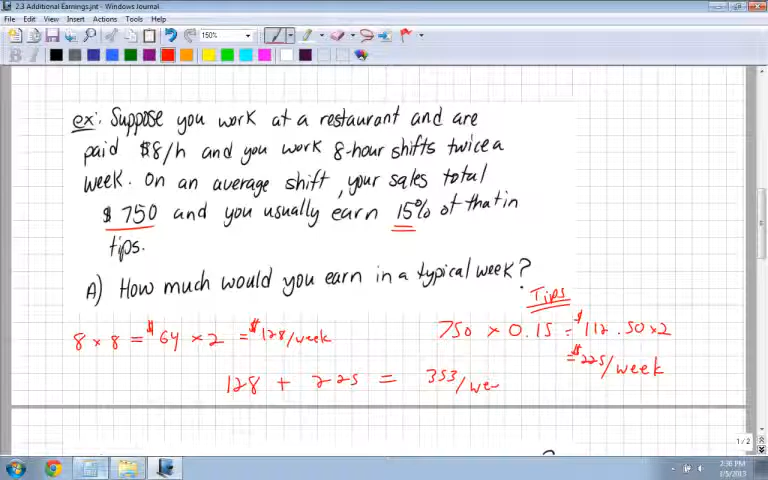 2.3 Additional Earnings.jnt - Windows Journal
File Edit View Insert Actions Tools Help
150%
B I
ex: Suppose you work at a restaurant and are
paid $8/h and you work 8-hour shifts twice a
week. On an average shift, your sales total
$750 and you usually earn 15% of that in
tips.
A) How much would you earn in a typical week?
Tips
8 × 8 = $64 × 2 = $128/week
750 × 0.15 = $112.50 × 2
= $225/week
128 + 225 = 353/we
1 / 2
2:36 PM